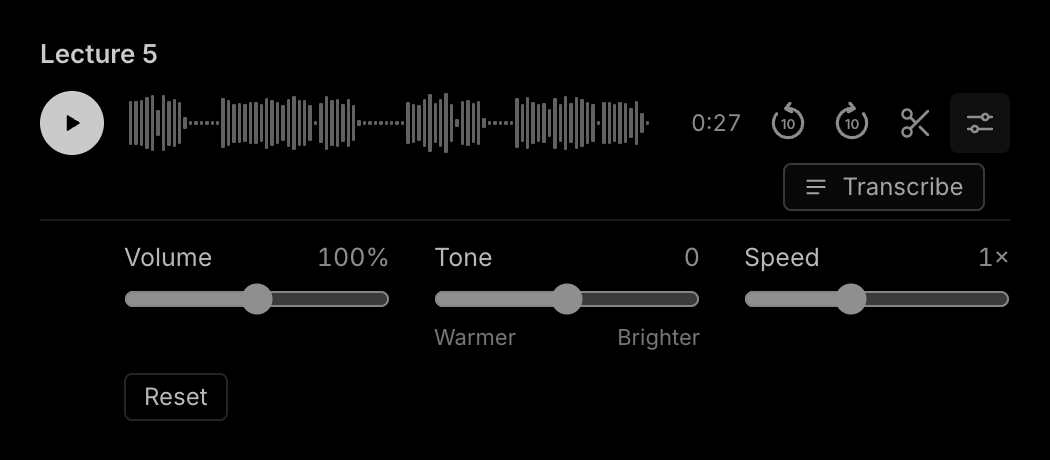 Lecture 5
0:27 10 10
Transcribe
Volume 100% Tone 0 Speed 1×
Warmer Brighter
Reset